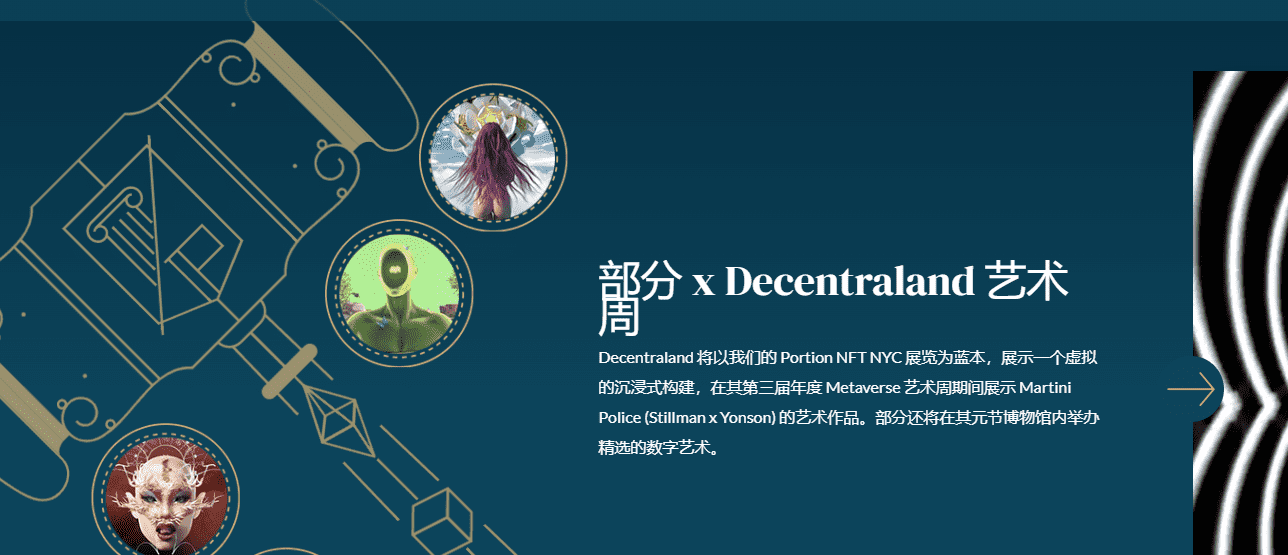 部分 x Decentraland 艺术
周
Decentraland 将以我们的 Portion NFT NYC 展览为蓝本，展示一个虚拟
的沉浸式构建，在其第三届年度 Metaverse 艺术周期间展示 Martini
Police (Stillman x Yonson) 的艺术作品。部分还将在其元节博物馆内举办
精选的数字艺术。